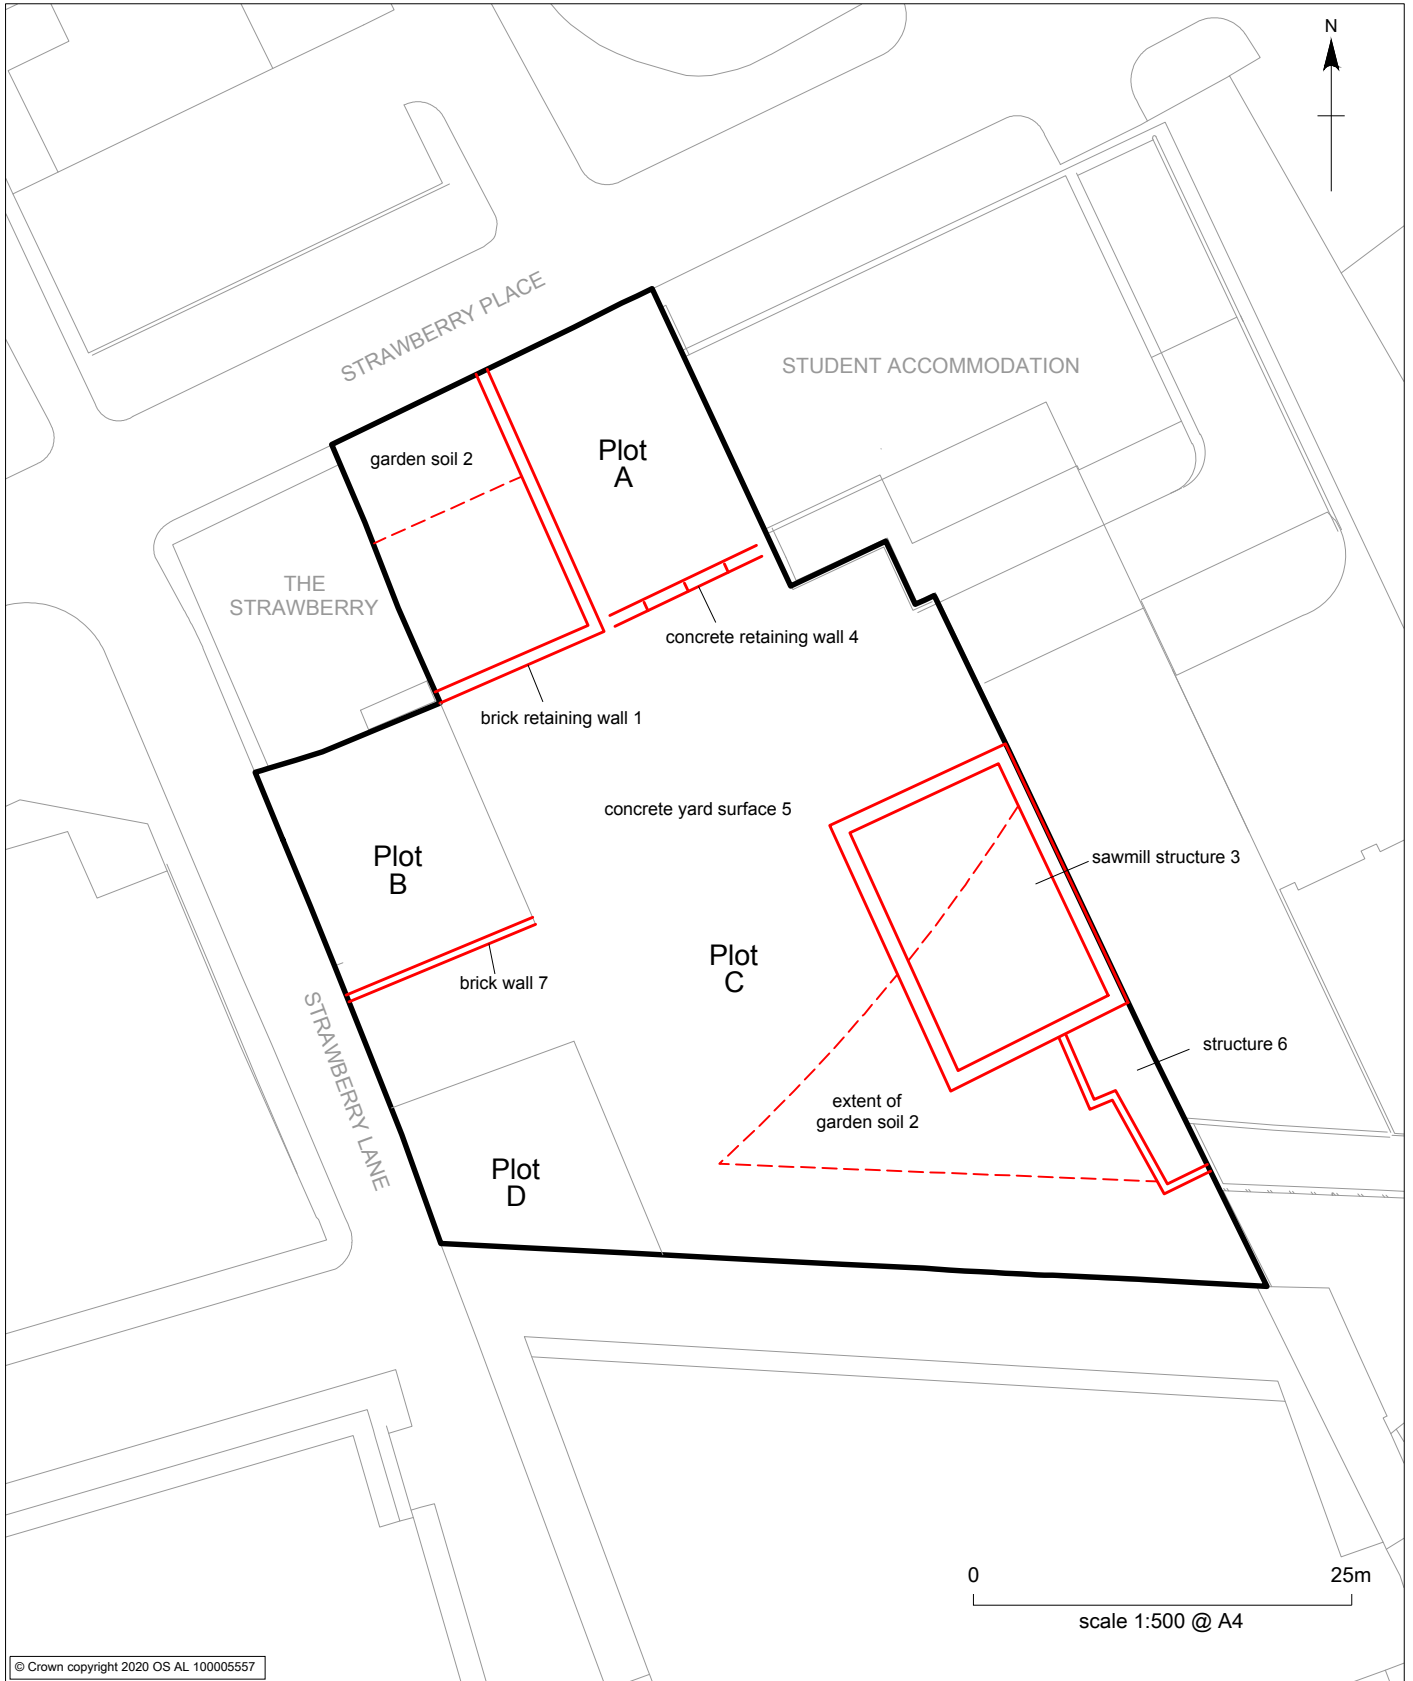 N
STRAWBERRY PLACE
STUDENT ACCOMMODATION
Plot
A
garden soil 2
THE
STRAWBERRY
concrete retaining wall 4
brick retaining wall 1
concrete yard surface 5
Plot
B
sawmill structure 3
Plot
C
brick wall 7
STRAWBERRY LANE
structure 6
extent of
garden soil 2
Plot
D
0
25m
scale 1:500 @ A4
© Crown copyright 2020 OS AL 100005557